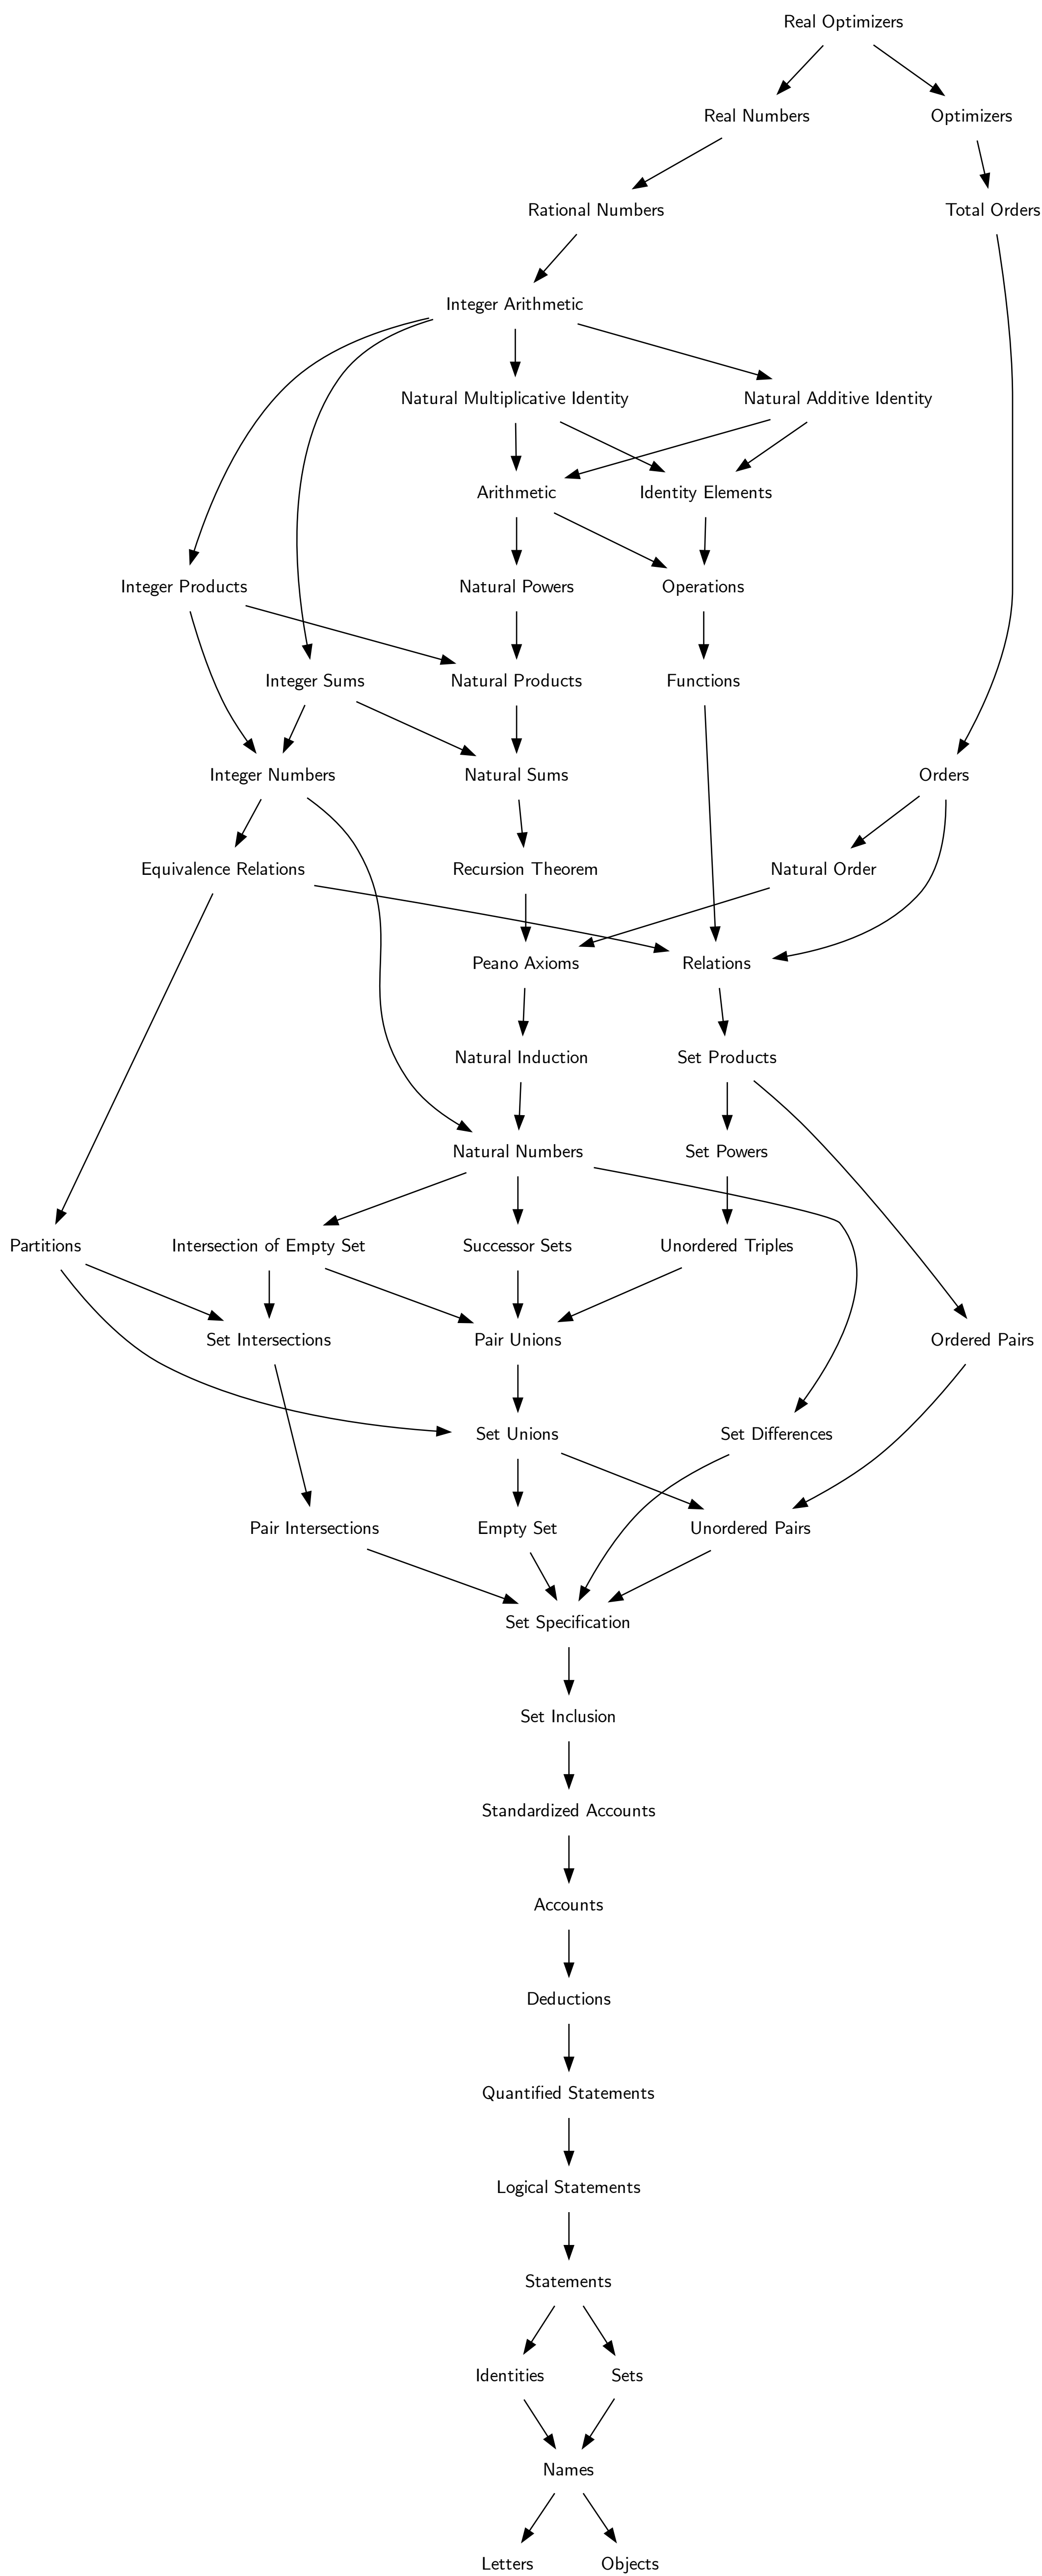 Real Optimizers
Real Numbers
Optimizers
Rational Numbers
Total Orders
Integer Arithmetic
Natural Multiplicative Identity
Natural Additive Identity
Arithmetic
Identity Elements
Integer Products
Natural Powers
Operations
Integer Sums
Natural Products
Functions
Integer Numbers
Natural Sums
Orders
Equivalence Relations
Recursion Theorem
Natural Order
Peano Axioms
Relations
Natural Induction
Set Products
Natural Numbers
Set Powers
Partitions
Intersection of Empty Set
Successor Sets
Unordered Triples
Set Intersections
Pair Unions
Ordered Pairs
Set Unions
Set Differences
Pair Intersections
Empty Set
Unordered Pairs
Set Specification
Set Inclusion
Standardized Accounts
Accounts
Deductions
Quantified Statements
Logical Statements
Statements
Identities
Sets
Names
Letters
Objects